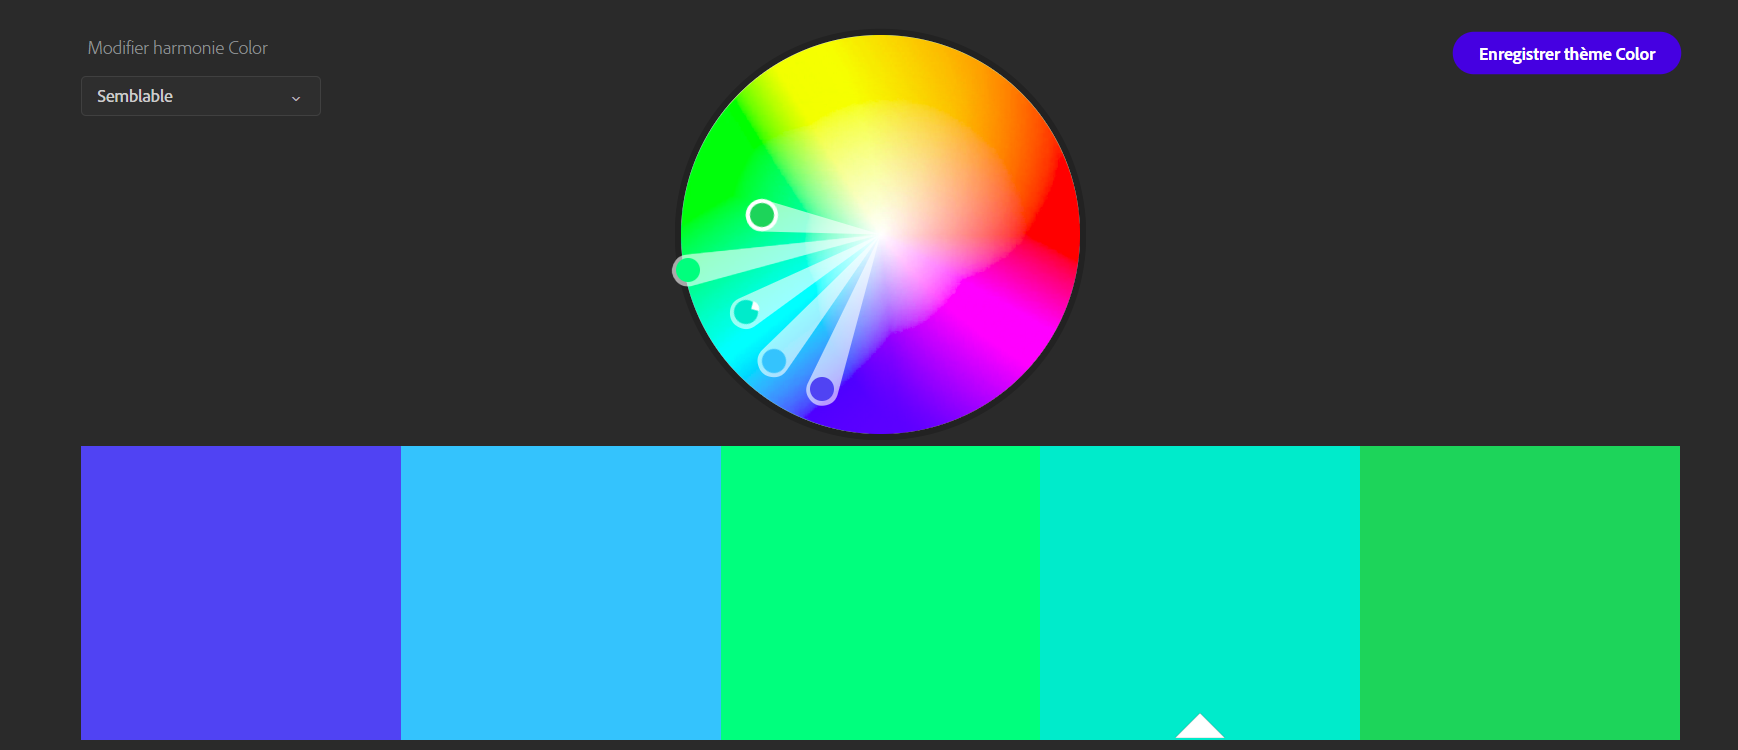 Modifier harmonie Color
Enregistrer thème Color
Semblable